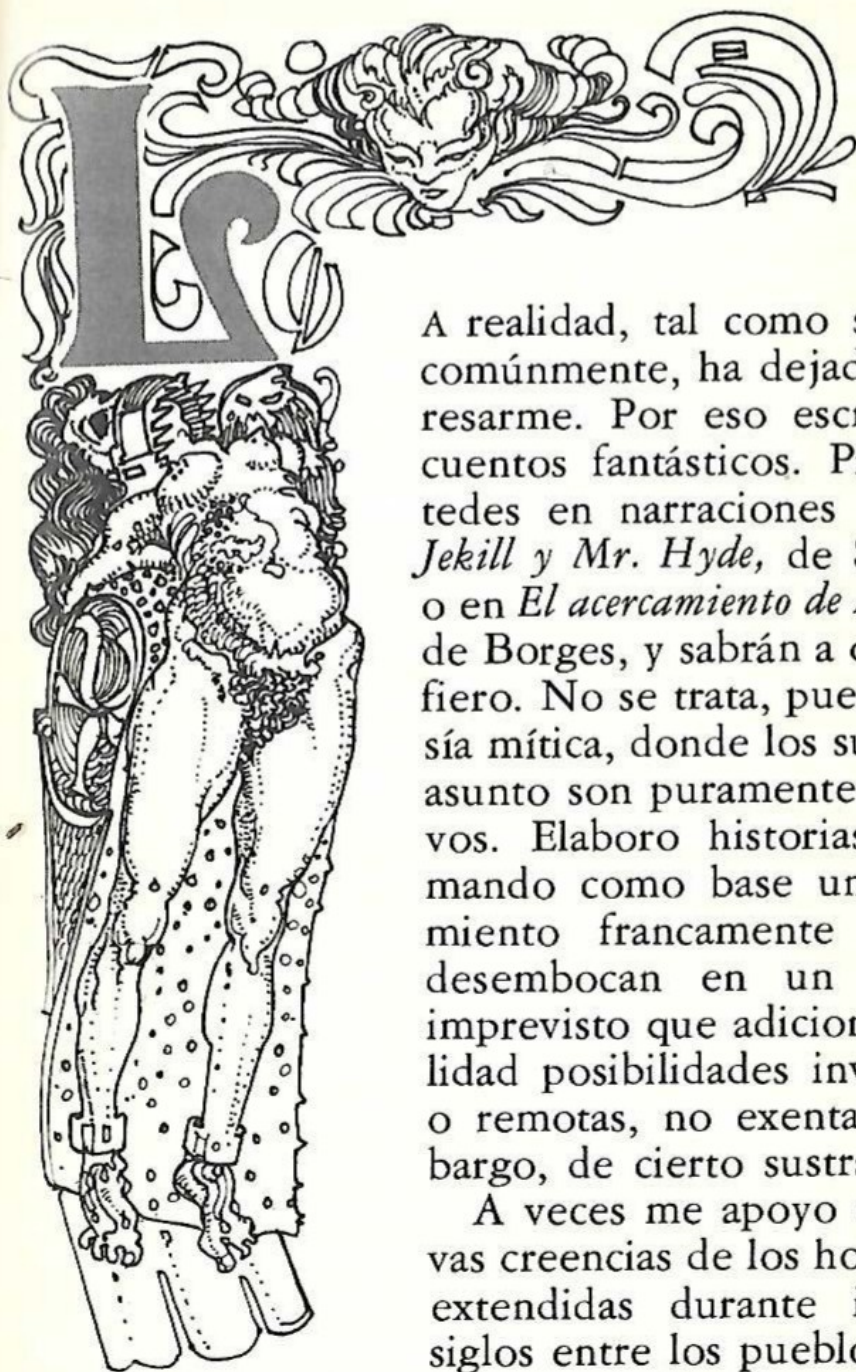 LA realidad, tal como s
comúnmente, ha dejad
resarme. Por eso escr
cuentos fantásticos. P
tedes en narraciones
Jekill y Mr. Hyde, de S
o en El acercamiento de
de Borges, y sabrán a
fiero. No se trata, pue
sía mítica, donde los su
asunto son puramente
vos. Elaboro historias
mando como base un
miento francamente
desembocan en un
imprevisto que adicion
lidad posibilidades inv
o remotas, no exenta
bargo, de cierto sustr
A veces me apoyo
vas creencias de los ho
extendidas durante i
siglos entre los pueblo